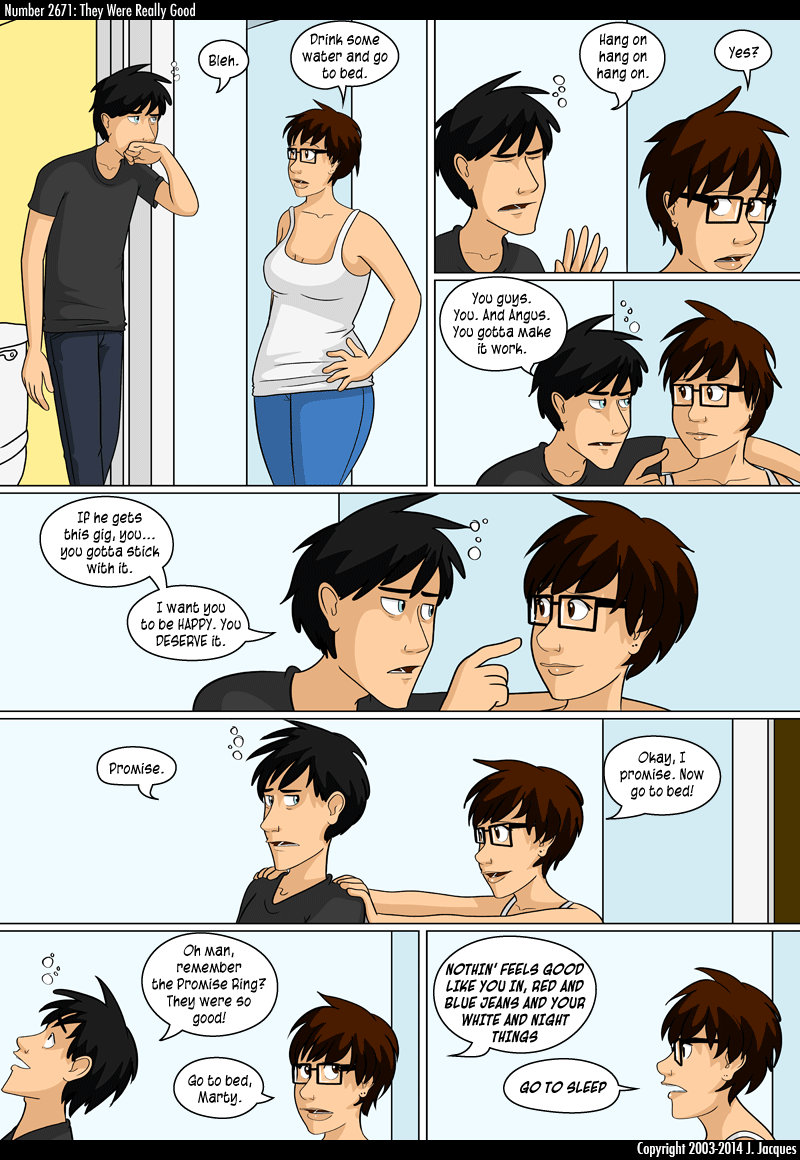 Number 2671: They Were Really Good
Bleh.
Drink some
water and go
to bed.
Hang on
hang on
hang on.
Yes?
You guys.
You. And Angus.
You gotta make
it work.
If he gets
this gig, you...
you gotta stick
with it.
I want you
to be HAPPY. You
DESERVE it.
Promise.
Okay, I
promise. Now
go to bed!
Oh man,
remember
the Promise Ring?
They were so
good!
Go to bed,
Marty.
NOTHIN' FEELS GOOD
LIKE YOU IN, RED AND
BLUE JEANS AND YOUR
WHITE AND NIGHT
THINGS
GO TO SLEEP
Copyright 2003-2014 J. Jacques